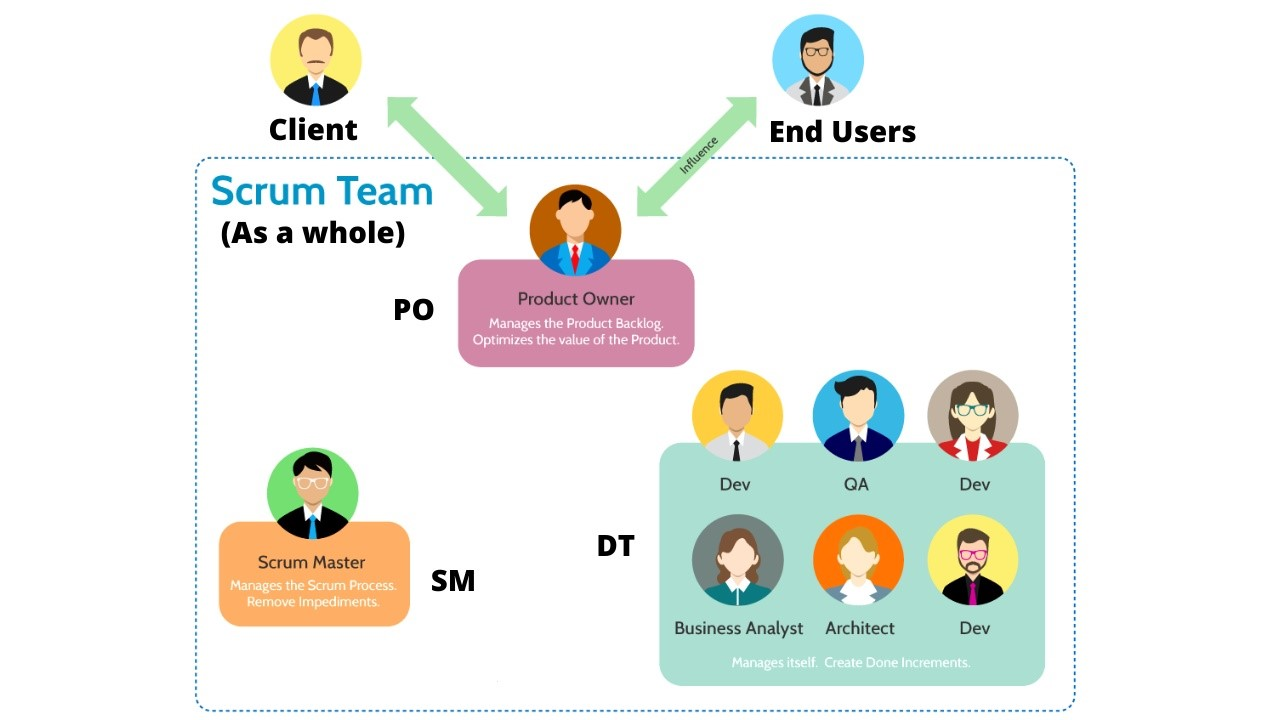 Client
End Users
Influence
Scrum Team
(As a whole)
PO
Product Owner
Manages the Product Backlog.
Optimizes the value of the Product.
Scrum Master
Manages the Scrum Process.
Remove Impediments.
SM
DT
Dev
QA
Dev
Business Analyst
Architect
Dev
Manages itself. Create Done Increments.